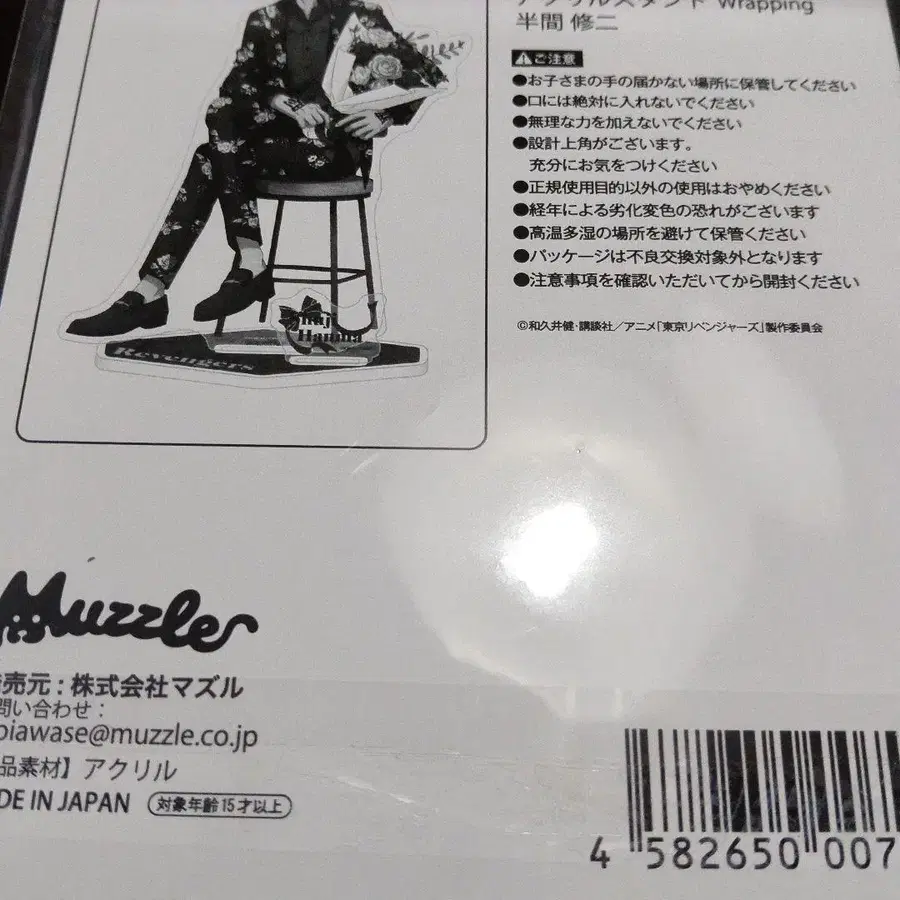 アクリルスタンド Wrapping
半間 修二
ご注意
●お子さまの手の届かない場所に保管してください
●口には絶対に入れないでください
●無理な力を加えないでください
●設計上角がございます。
充分にお気をつけください
●正規使用目的以外の使用はおやめください
●経年による劣化変色の恐れがございます
●高温多湿の場所を避けて保管ください
●パッケージは不良交換対象外となります
●注意事項を確認いただいてから開封ください
©和久井健・講談社／アニメ「東京リベンジャーズ」製作委員会
Hanma
Revengers
Muzzle
売元：株式会社マズル
問い合わせ：
oiawase@muzzle.co.jp
品素材】アクリル
DE IN JAPAN 対象年齢15才以上
4 582650 007